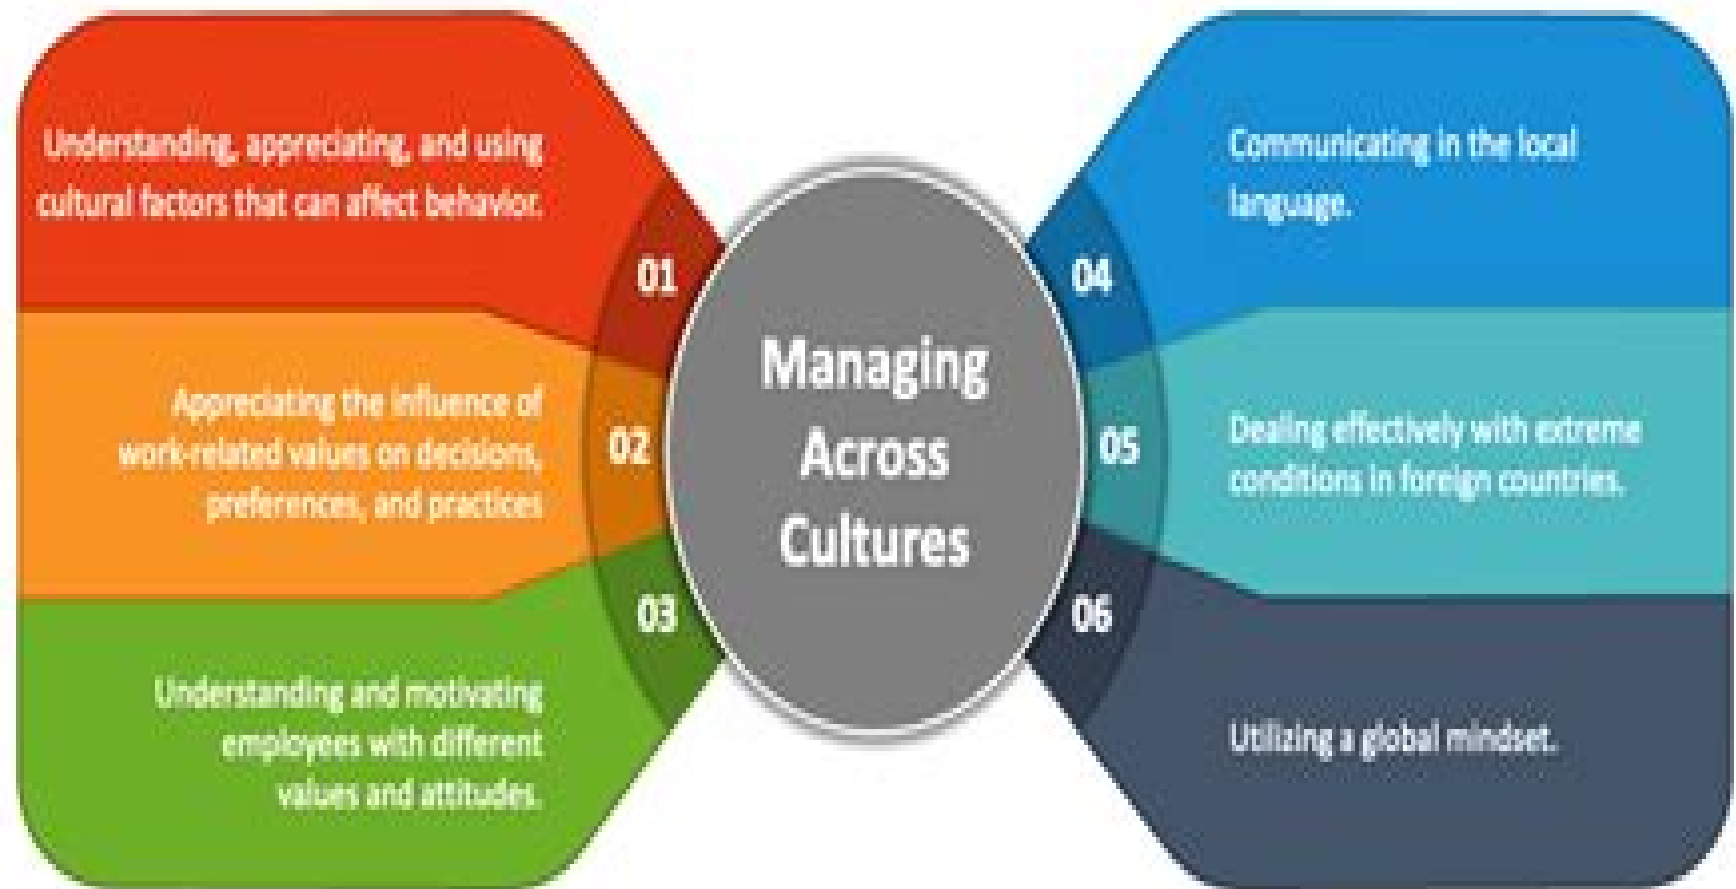 Understanding, appreciating, and using
cultural factors that can affect behavior.
01
Appreciating the influence of
work-related values on decisions,
preferences, and practices
02
Understanding and motivating
employees with different
values and attitudes.
03
Managing
Across
Cultures
Communicating in the local
language.
04
Dealing effectively with extreme
conditions in foreign countries.
05
Utilizing a global mindset.
06